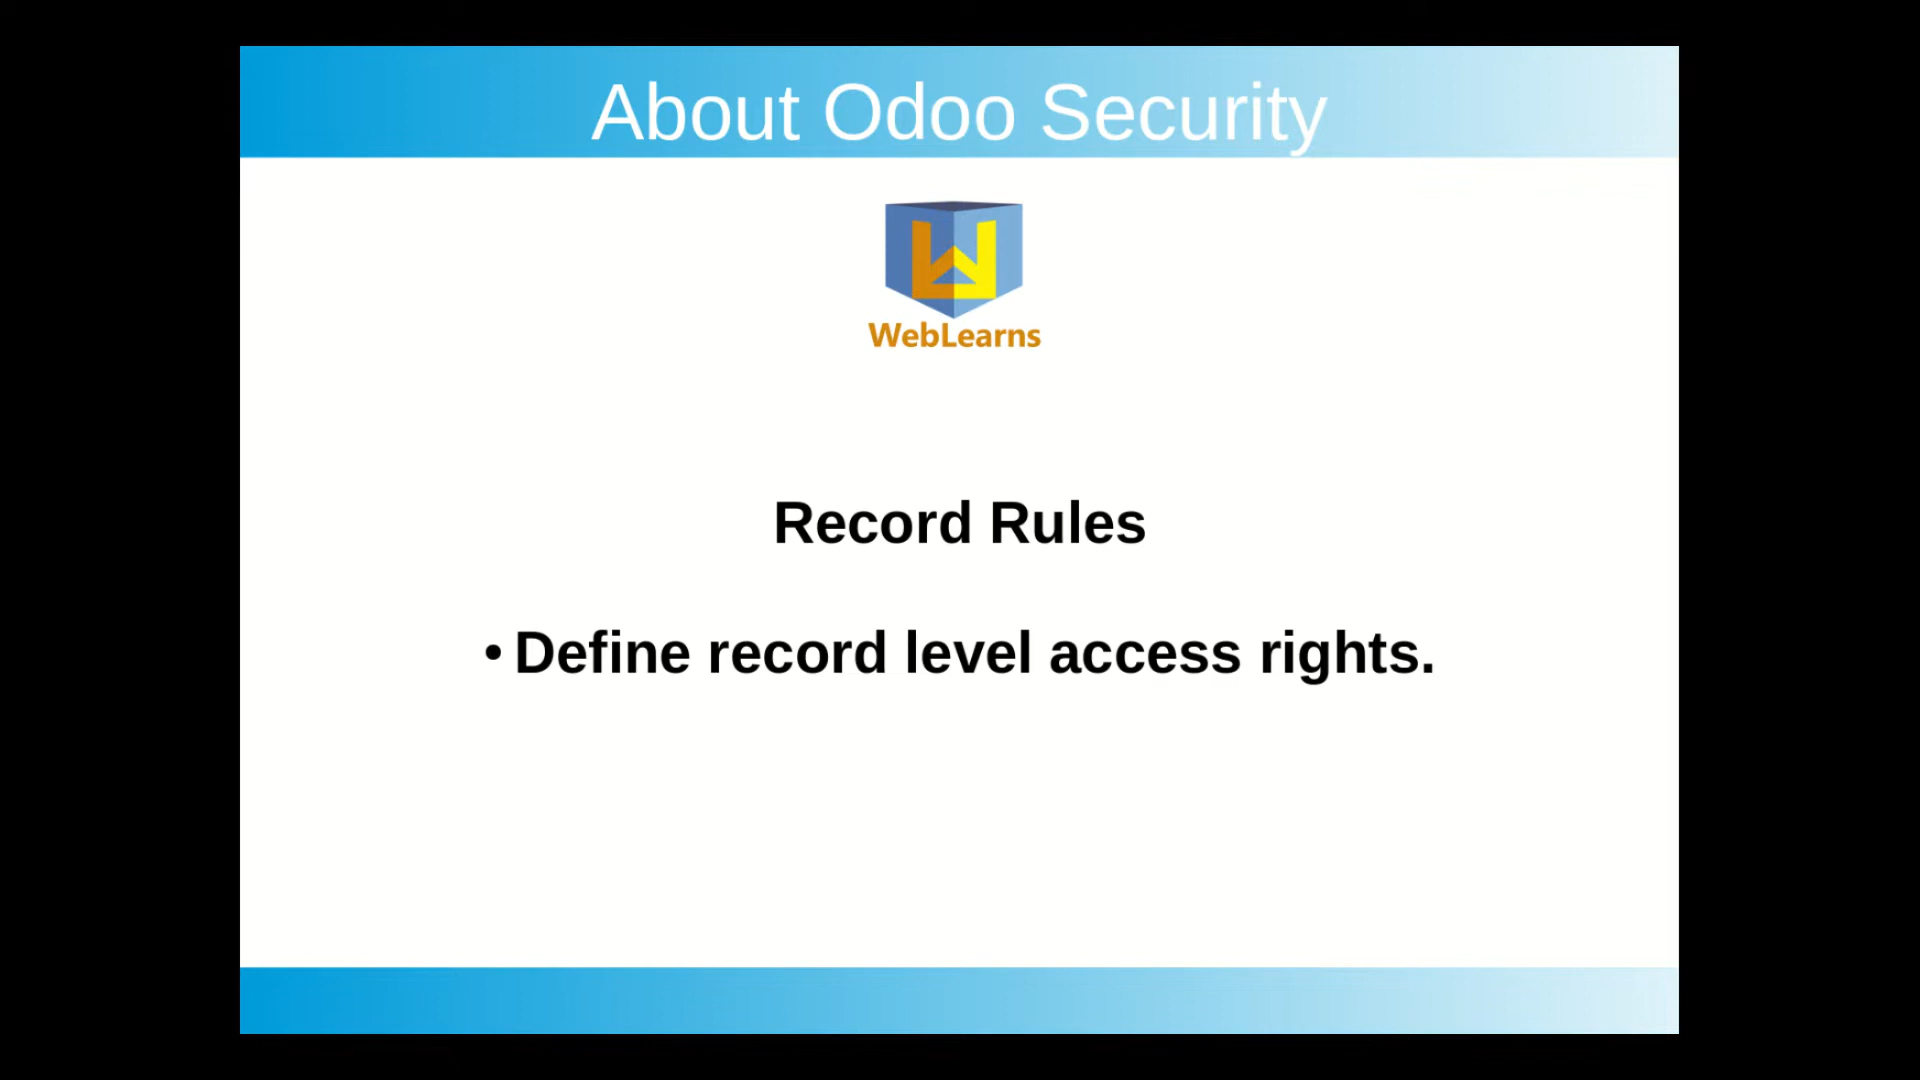 About Odoo Security
WebLearns
Record Rules
• Define record level access rights.